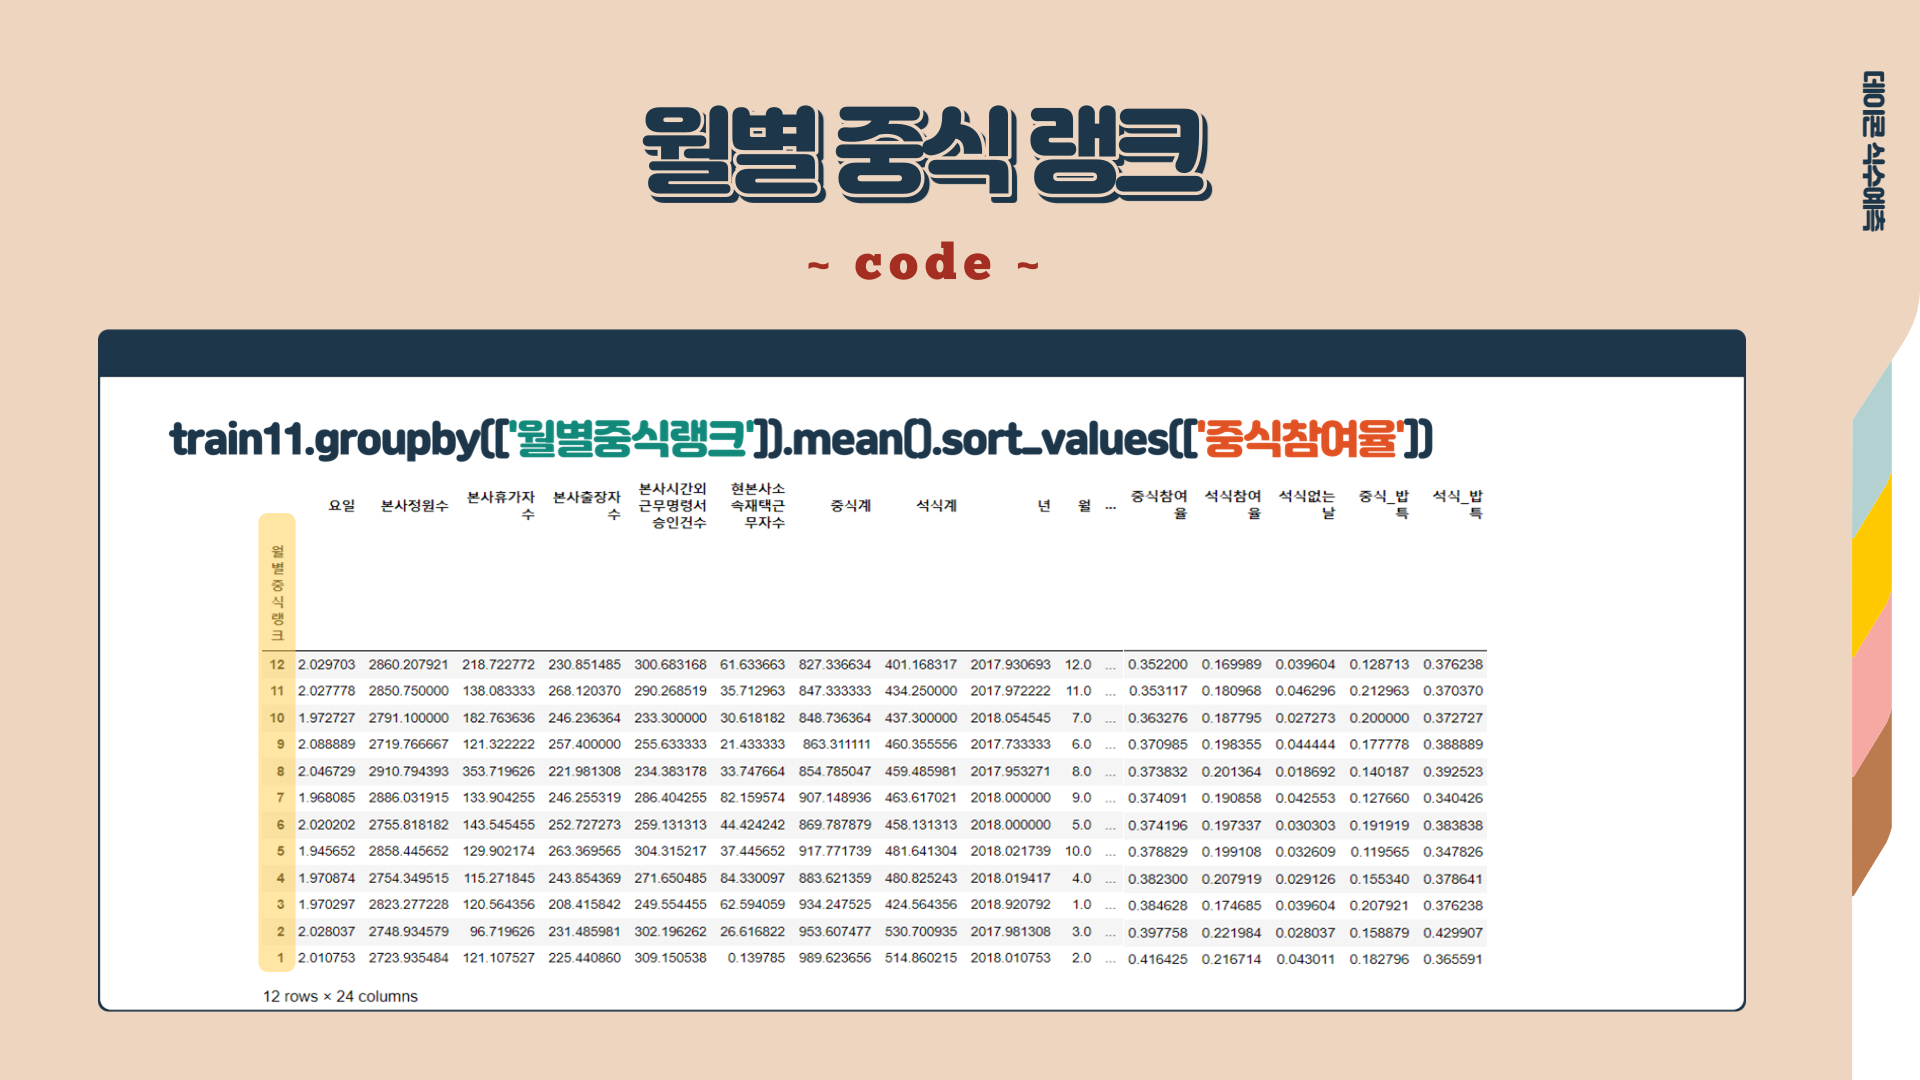 월별 중식 랭크
~ code ~
데이콘 식수예측
train11.groupby(['월별중식랭크']).mean().sort_values(['중식참여율'])
요일 본사정원수 본사휴가자수 본사출장자수 본사시간외근무명령서승인건수 현본사소속재택근무자수 중식계 석식계 년 월 ... 중식참여율 석식참여율 석식없는날 중식_밥특 석식_밥특
월별중식랭크
12 2.029703 2860.207921 218.722772 230.851485 300.683168 61.633663 827.336634 401.168317 2017.930693 12.0 ... 0.352200 0.169989 0.039604 0.128713 0.376238
11 2.027778 2850.750000 138.083333 268.120370 290.268519 35.712963 847.333333 434.250000 2017.972222 11.0 ... 0.353117 0.180968 0.046296 0.212963 0.370370
10 1.972727 2791.100000 182.763636 246.236364 233.300000 30.618182 848.736364 437.300000 2018.054545 7.0 ... 0.363276 0.187795 0.027273 0.200000 0.372727
9 2.088889 2719.766667 121.322222 257.400000 255.633333 21.433333 863.311111 460.355556 2017.733333 6.0 ... 0.370985 0.198355 0.044444 0.177778 0.388889
8 2.046729 2910.794393 353.719626 221.981308 234.383178 33.747664 854.785047 459.485981 2017.953271 8.0 ... 0.373832 0.201364 0.018692 0.140187 0.392523
7 1.968085 2886.031915 133.904255 246.255319 286.404255 82.159574 907.148936 463.617021 2018.000000 9.0 ... 0.374091 0.190858 0.042553 0.127660 0.340426
6 2.020202 2755.818182 143.545455 252.727273 259.131313 44.424242 869.787879 458.131313 2018.000000 5.0 ... 0.374196 0.197337 0.030303 0.191919 0.383838
5 1.945652 2858.445652 129.902174 263.369565 304.315217 37.445652 917.771739 481.641304 2018.021739 10.0 ... 0.378829 0.199108 0.032609 0.119565 0.347826
4 1.970874 2754.349515 115.271845 243.854369 271.650485 84.330097 883.621359 480.825243 2018.019417 4.0 ... 0.382300 0.207919 0.029126 0.155340 0.378641
3 1.970297 2823.277228 120.564356 208.415842 249.554455 62.594059 934.247525 424.564356 2018.920792 1.0 ... 0.384628 0.174685 0.039604 0.207921 0.376238
2 2.028037 2748.934579 96.719626 231.485981 302.196262 26.616822 953.607477 530.700935 2017.981308 3.0 ... 0.397758 0.221984 0.028037 0.158879 0.429907
1 2.010753 2723.935484 121.107527 225.440860 309.150538 0.139785 989.623656 514.860215 2018.010753 2.0 ... 0.416425 0.216714 0.043011 0.182796 0.365591
12 rows × 24 columns